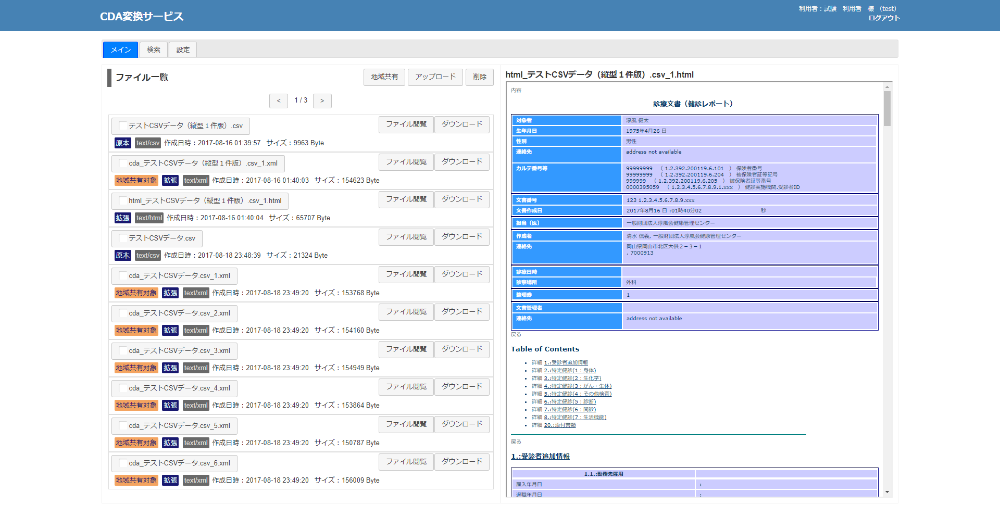 CDA変換サービス
利用者：試験　利用者　様 （test）
ログアウト
メイン 検索 設定
ファイル一覧
地域共有 アップロード 削除
< 1 / 3 >
テストCSVデータ（縦型１件版）.csv ファイル閲覧 ダウンロード
原本 text/csv 作成日時：2017-08-16 01:39:57 サイズ：9963 Byte
cda_テストCSVデータ（縦型１件版）.csv_1.xml ファイル閲覧 ダウンロード
地域共有対象 拡張 text/xml 作成日時：2017-08-16 01:40:03 サイズ：154623 Byte
html_テストCSVデータ（縦型１件版）.csv_1.html ファイル閲覧 ダウンロード
拡張 text/html 作成日時：2017-08-16 01:40:04 サイズ：65707 Byte
テストCSVデータ.csv ファイル閲覧 ダウンロード
原本 text/csv 作成日時：2017-08-18 23:48:39 サイズ：21324 Byte
cda_テストCSVデータ.csv_1.xml ファイル閲覧 ダウンロード
地域共有対象 拡張 text/xml 作成日時：2017-08-18 23:49:20 サイズ：153768 Byte
cda_テストCSVデータ.csv_2.xml ファイル閲覧 ダウンロード
地域共有対象 拡張 text/xml 作成日時：2017-08-18 23:49:20 サイズ：154160 Byte
cda_テストCSVデータ.csv_3.xml ファイル閲覧 ダウンロード
地域共有対象 拡張 text/xml 作成日時：2017-08-18 23:49:20 サイズ：154949 Byte
cda_テストCSVデータ.csv_4.xml ファイル閲覧 ダウンロード
地域共有対象 拡張 text/xml 作成日時：2017-08-18 23:49:20 サイズ：153864 Byte
cda_テストCSVデータ.csv_5.xml ファイル閲覧 ダウンロード
地域共有対象 拡張 text/xml 作成日時：2017-08-18 23:49:20 サイズ：150787 Byte
cda_テストCSVデータ.csv_6.xml ファイル閲覧 ダウンロード
地域共有対象 拡張 text/xml 作成日時：2017-08-18 23:49:20 サイズ：156009 Byte
html_テストCSVデータ（縦型１件版）.csv_1.html
内容
診療文書（健診レポート）
対象者 淳風 健太
生年月日 1975年4月26 日
性別 男性
連絡先 address not available
カルテ番号等 99999999 （ 1.2.392.200119.6.101 ） 保険者番号
99999999 （ 1.2.392.200119.6.204 ） 被保険者証等記号
999999 （ 1.2.392.200119.6.205 ） 被保険者証等番号
0000395059 （ 1.2.3.4.5.6.7.8.9.1.xxx ） 健診実施機関.受診者ID
文書番号 123 1.2.3.4.5.6.7.8.9.xxx
文書作成日 2017年8月16 日 :01時40分02 秒
担当（医） 一般財団法人淳風会健康管理センター
作成者 清水 信義, 一般財団法人淳風会健康管理センター
連絡先 岡山県岡山市北区大供２－３－１
, 7000913
診療日時
診察場所 外科
整理券 1
文書管理者
連絡先 address not available
戻る
Table of Contents
詳細 1.:受診者追加情報
詳細 2.:特定健診(1：身体)
詳細 3.:特定健診(2：生化学)
詳細 4.:特定健診(3：がん・生体)
詳細 5.:特定健診(4：その他検査)
詳細 6.:特定健診(5：診断)
詳細 7.:特定健診(6：問診)
詳細 8.:特定健診(7：生活機能)
詳細 20.:添付書類
戻る
1.:受診者追加情報
1.1.:勤務先雇用
雇入年月日 :
退職年月日 :